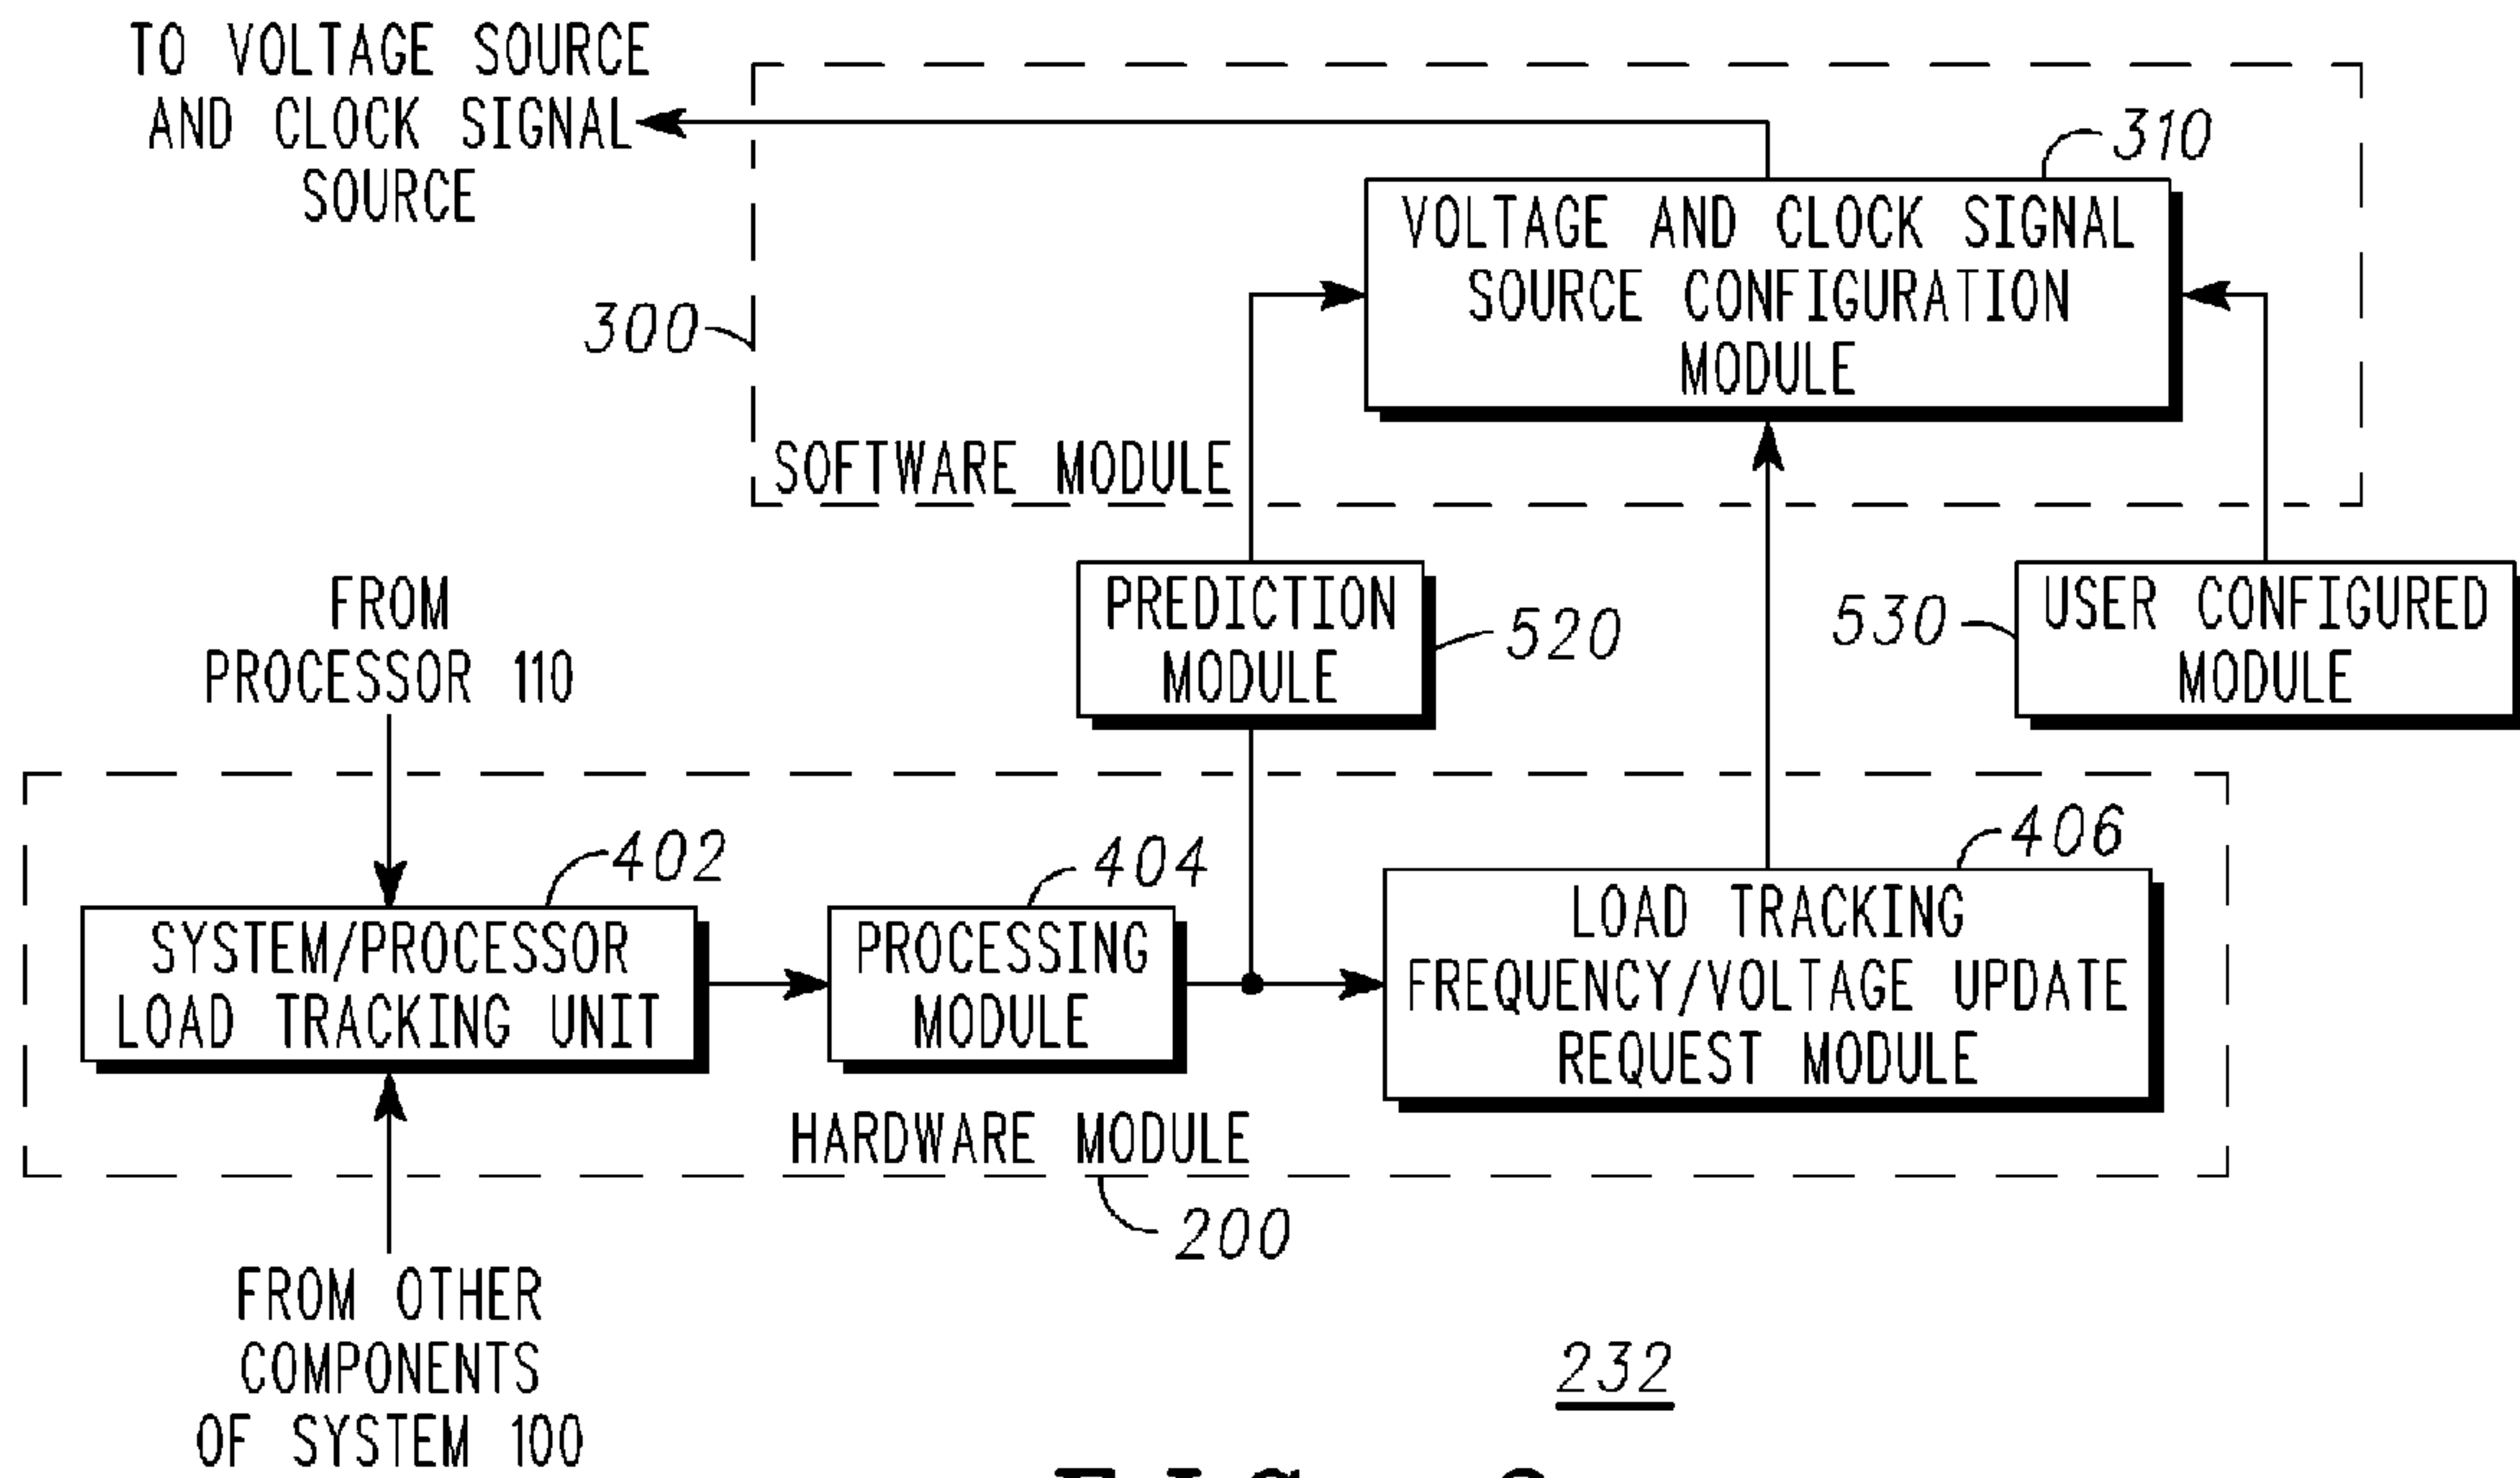 TO VOLTAGE SOURCE
AND CLOCK SIGNAL
SOURCE
310
VOLTAGE AND CLOCK SIGNAL
SOURCE CONFIGURATION
MODULE
300
SOFTWARE MODULE
FROM
PROCESSOR 110
PREDICTION
MODULE
520
530
USER CONFIGURED
MODULE
402
404
406
SYSTEM/PROCESSOR
LOAD TRACKING UNIT
PROCESSING
MODULE
LOAD TRACKING
FREQUENCY/VOLTAGE UPDATE
REQUEST MODULE
HARDWARE MODULE
200
FROM OTHER
COMPONENTS
OF SYSTEM 100
232